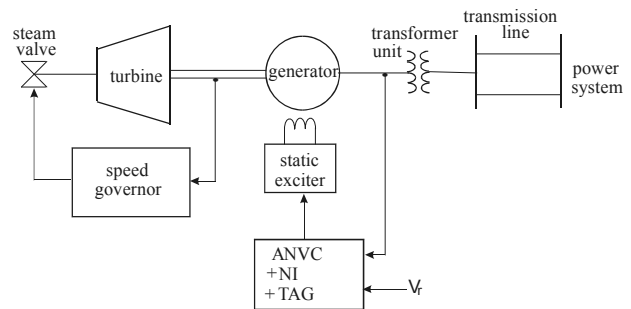 steam
valve
turbine
generator
transformer
unit
transmission
line
power
system
speed
governor
static
exciter
ANVC
+NI
+TAG
Vr